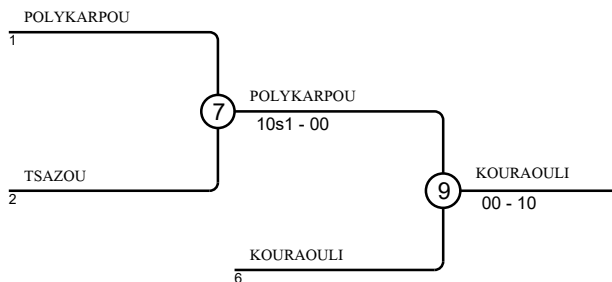 POLYKARPOU
1
7
POLYKARPOU
10s1 - 00
TSAZOU
2
9
KOURAOULI
00 - 10
KOURAOULI
6